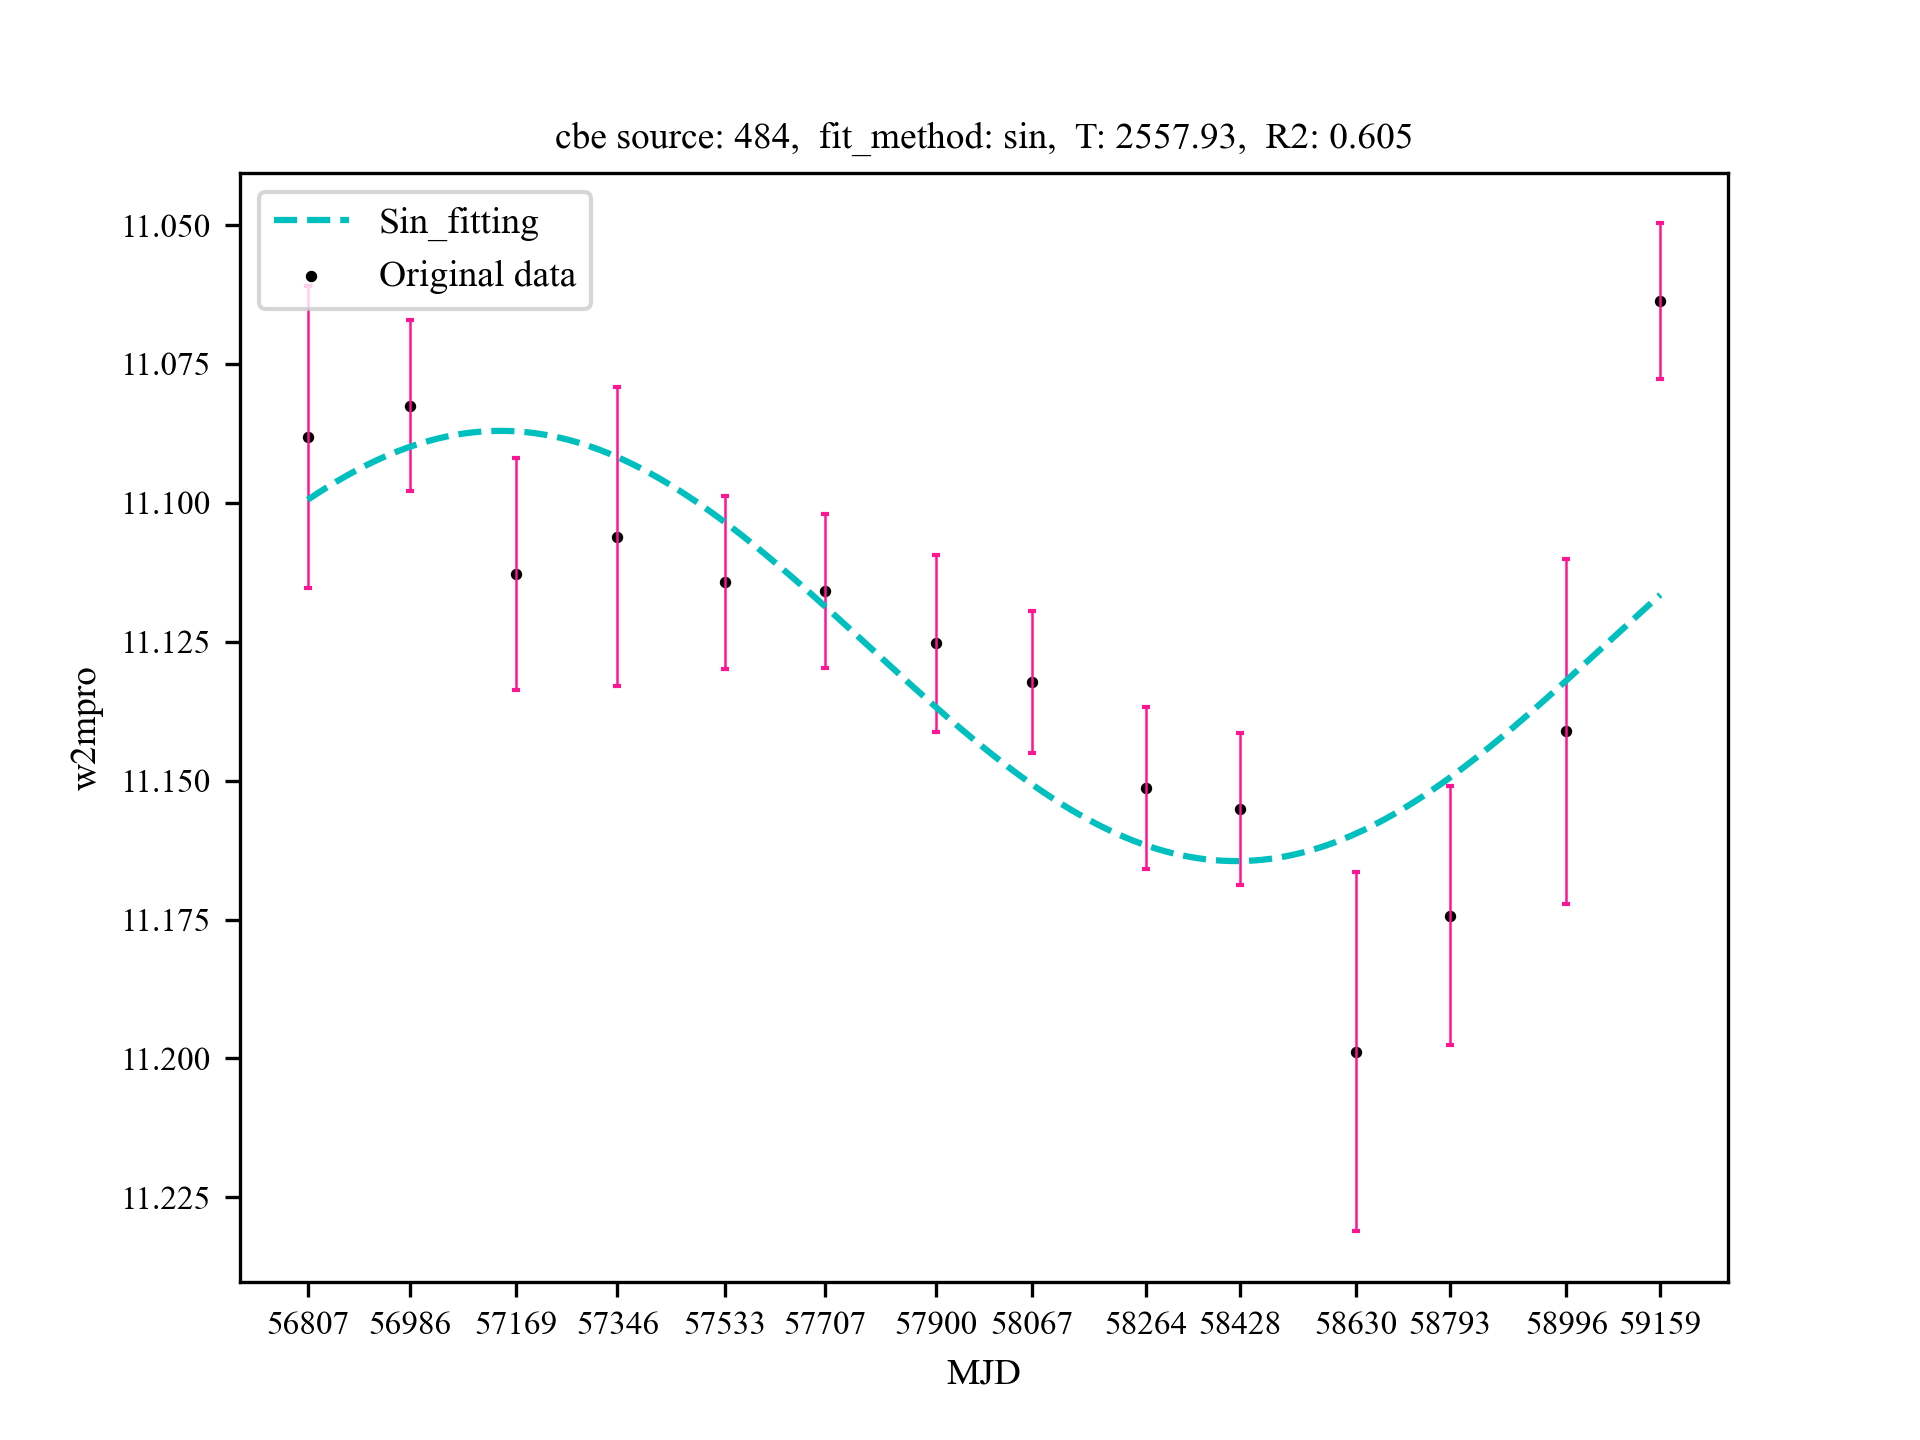 cbe source: 484,  fit_method: sin,  T: 2557.93,  R2: 0.605
Sin_fitting
Original data
11.050
11.075
11.100
11.125
11.150
11.175
11.200
11.225
w2mpro
56807 56986 57169 57346 57533 57707 57900 58067 58264 58428 58630 58793 58996 59159
MJD